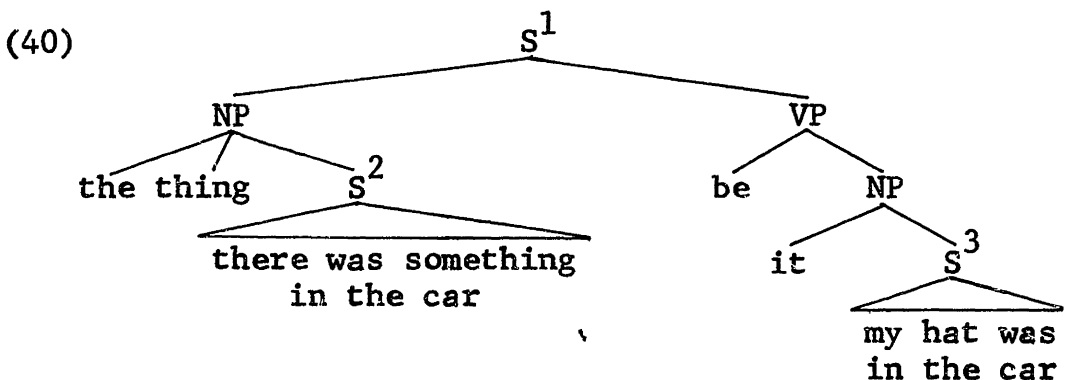 (40) S1
NP VP
the thing S2 be NP
there was something it S3
in the car
my hat was
in the car